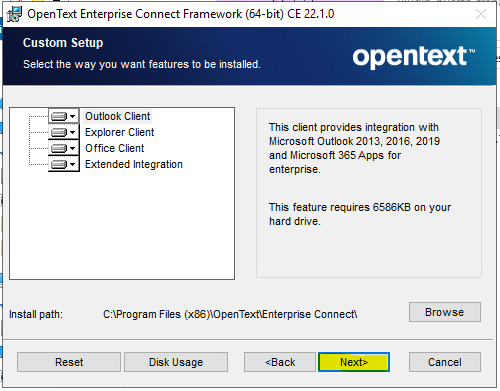 OpenText Enterprise Connect Framework (64-bit) CE 22.1.0
Custom Setup
Select the way you want features to be installed.
opentext™
Outlook Client
Explorer Client
Office Client
Extended Integration
This client provides integration with
Microsoft Outlook 2013, 2016, 2019
and Microsoft 365 Apps for
enterprise.
This feature requires 6586KB on your
hard drive.
Install path: C:\Program Files (x86)\OpenText\Enterprise Connect\
Browse
Reset Disk Usage <Back Next> Cancel